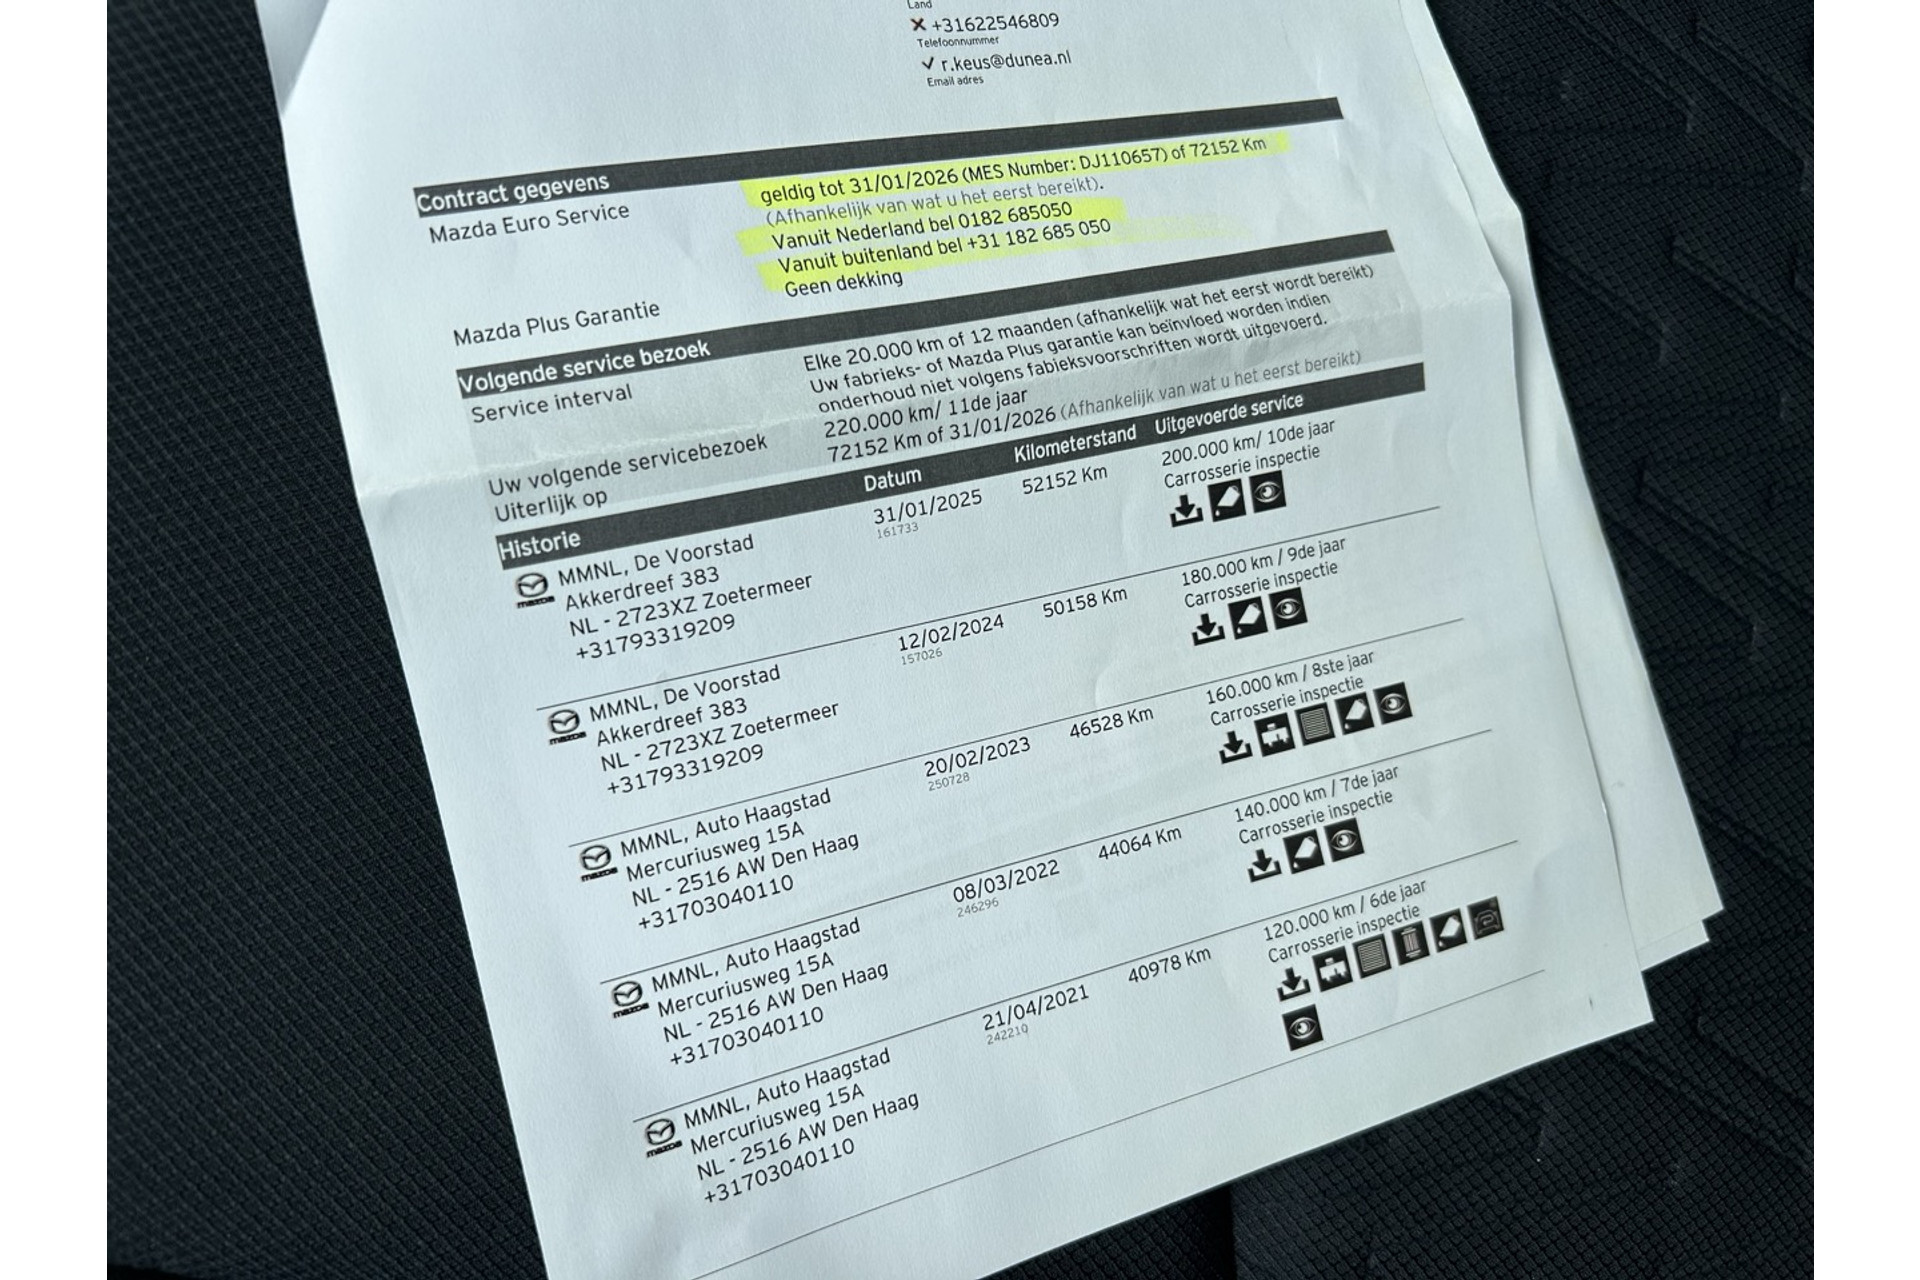 Land
+31622546809
Telefoonnummer
r.keus@dunea.nl
Email adres
Contract gegevens
Mazda Euro Service
geldig tot 31/01/2026 (MES Number: DJ110657) of 72152 Km
(Afhankelijk van wat u het eerst bereikt).
Vanuit Nederland bel 0182 685050
Vanuit buitenland bel +31 182 685 050
Mazda Plus Garantie
Geen dekking
Volgende service bezoek
Service interval
Elke 20.000 km of 12 maanden (afhankelijk wat het eerst wordt bereikt)
Uw fabrieks- of Mazda Plus garantie kan beïnvloed worden indien
onderhoud niet volgens fabieksvoorschriften wordt uitgevoerd.
Uw volgende servicebezoek
220.000 km/ 11de jaar
Uiterlijk op
72152 Km of 31/01/2026 (Afhankelijk van wat u het eerst bereikt)
Historie Datum Kilometerstand Uitgevoerde service
MMNL, De Voorstad
Akkerdreef 383
NL - 2723XZ Zoetermeer
+31793319209
mazda
31/01/2025
161733
52152 Km
200.000 km/ 10de jaar
Carrosserie inspectie
MMNL, De Voorstad
Akkerdreef 383
NL - 2723XZ Zoetermeer
+31793319209
mazda
12/02/2024
157026
50158 Km
180.000 km / 9de jaar
Carrosserie inspectie
MMNL, Auto Haagstad
Mercuriusweg 15A
NL - 2516 AW Den Haag
+31703040110
mazda
20/02/2023
250728
46528 Km
160.000 km / 8ste jaar
Carrosserie inspectie
MMNL, Auto Haagstad
Mercuriusweg 15A
NL - 2516 AW Den Haag
+31703040110
mazda
08/03/2022
246296
44064 Km
140.000 km / 7de jaar
Carrosserie inspectie
MMNL, Auto Haagstad
Mercuriusweg 15A
NL - 2516 AW Den Haag
+31703040110
mazda
21/04/2021
242210
40978 Km
120.000 km / 6de jaar
Carrosserie inspectie